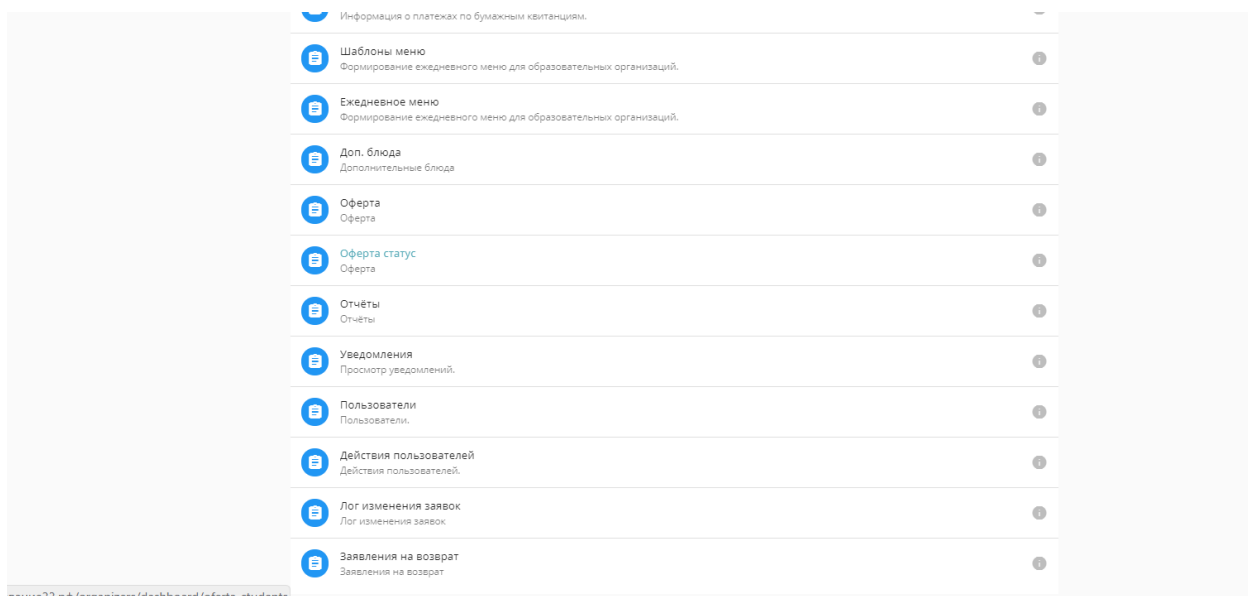 Информация о платежах по бумажным квитанциям.
Шаблоны меню
Формирование ежедневного меню для образовательных организаций.
Ежедневное меню
Формирование ежедневного меню для образовательных организаций.
Доп. блюда
Дополнительные блюда
Оферта
Оферта
Оферта статус
Оферта
Отчёты
Отчёты
Уведомления
Просмотр уведомлений.
Пользователи
Пользователи.
Действия пользователей
Действия пользователей.
Лог изменения заявок
Лог изменения заявок
Заявления на возврат
Заявления на возврат